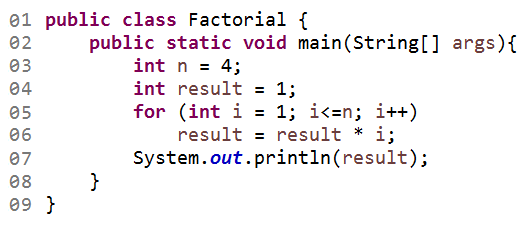 01 public class Factorial {
02     public static void main(String[] args){
03         int n = 4;
04         int result = 1;
05         for (int i = 1; i<=n; i++)
06             result = result * i;
07         System.out.println(result);
08     }
09 }